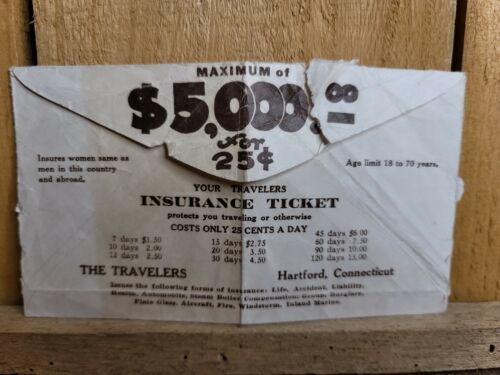 MAXIMUM of
$5,000.00
for
25¢
Insures women same as
men in this country
and abroad.
Age limit 18 to 70 years.
YOUR TRAVELERS
INSURANCE TICKET
protects you traveling or otherwise
COSTS ONLY 25 CENTS A DAY
7 days $1.50
10 days 2.00
12 days 2.50
15 days $2.75
20 days 3.50
30 days 4.50
45 days $6.00
60 days 7.50
90 days 10.00
120 days 13.00
THE TRAVELERS
Hartford, Connecticut
Issues the following forms of insurance: Life, Accident, Liability,
Health, Automobile, Steam Boiler, Compensation, Group, Burglary,
Plate Glass, Aircraft, Fire, Windstorm, Inland Marine.